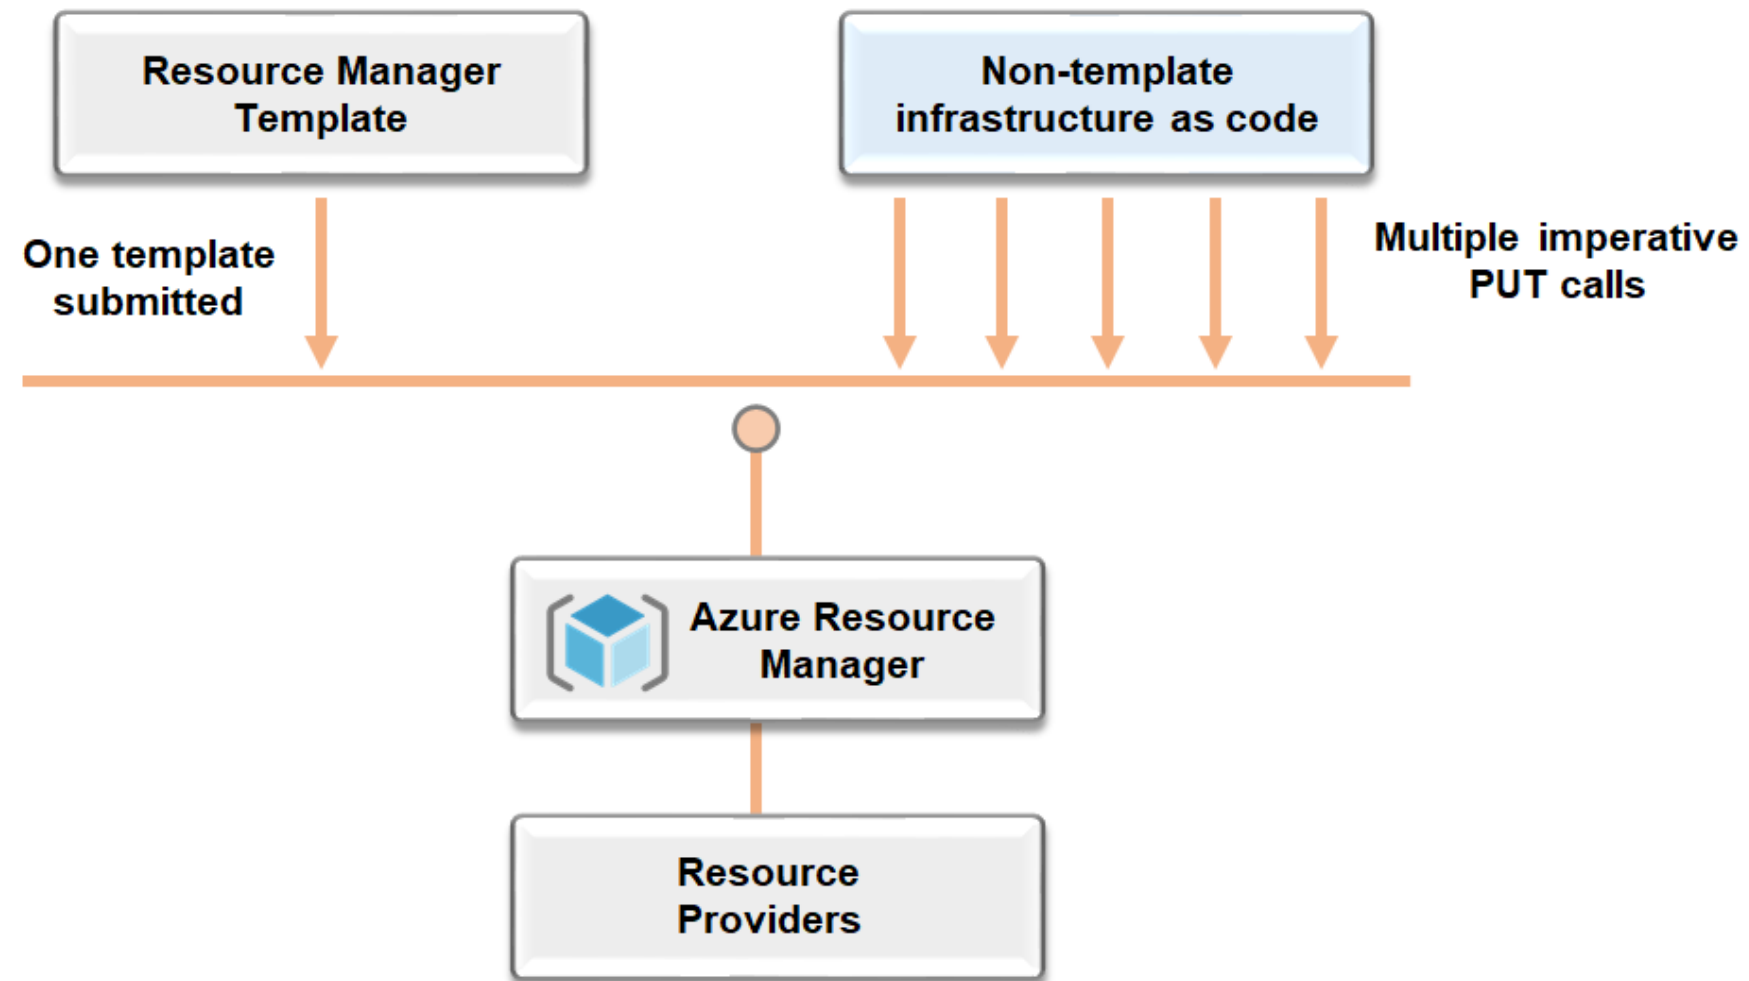 Resource Manager
Template
Non-template
infrastructure as code
One template
submitted
Multiple imperative
PUT calls
Azure Resource
Manager
Resource
Providers